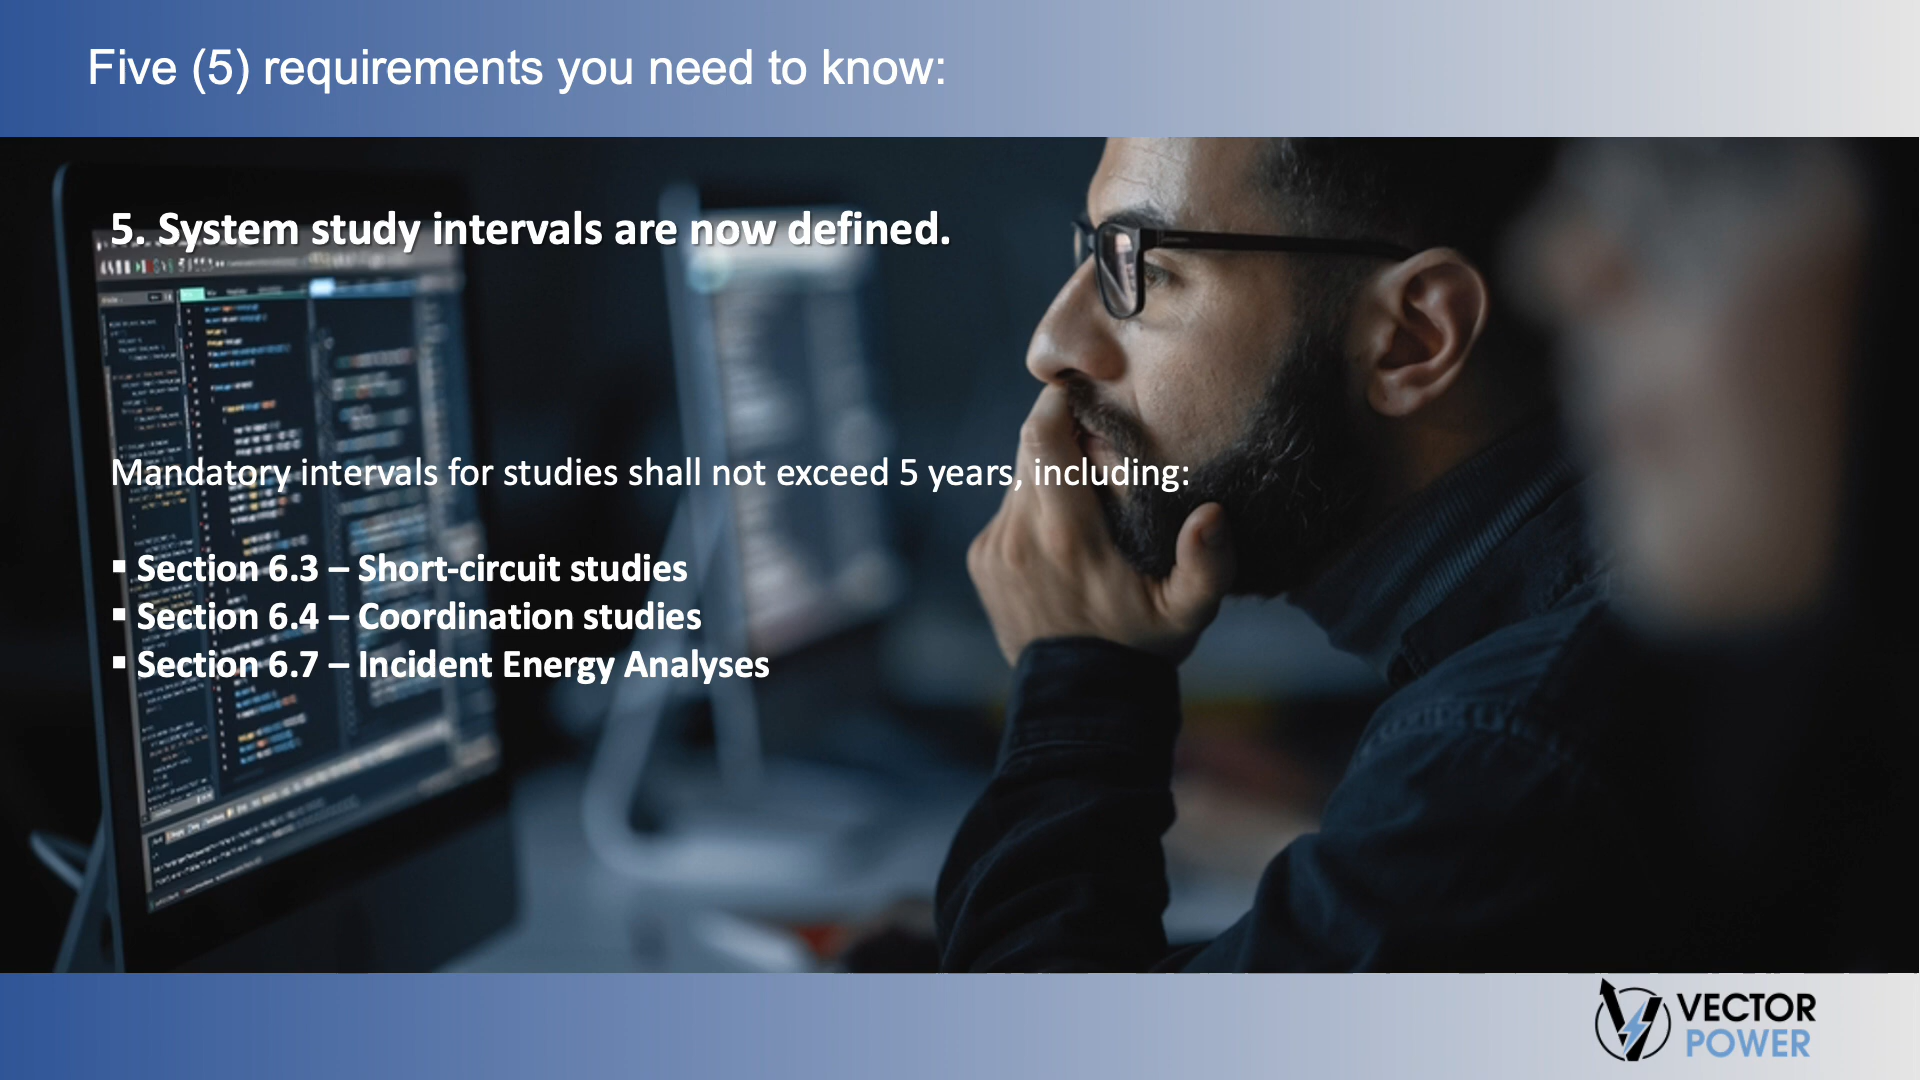 Five (5) requirements you need to know:
5. System study intervals are now defined.
Mandatory intervals for studies shall not exceed 5 years, including:
▪ Section 6.3 – Short-circuit studies
▪ Section 6.4 – Coordination studies
▪ Section 6.7 – Incident Energy Analyses
VECTOR
POWER